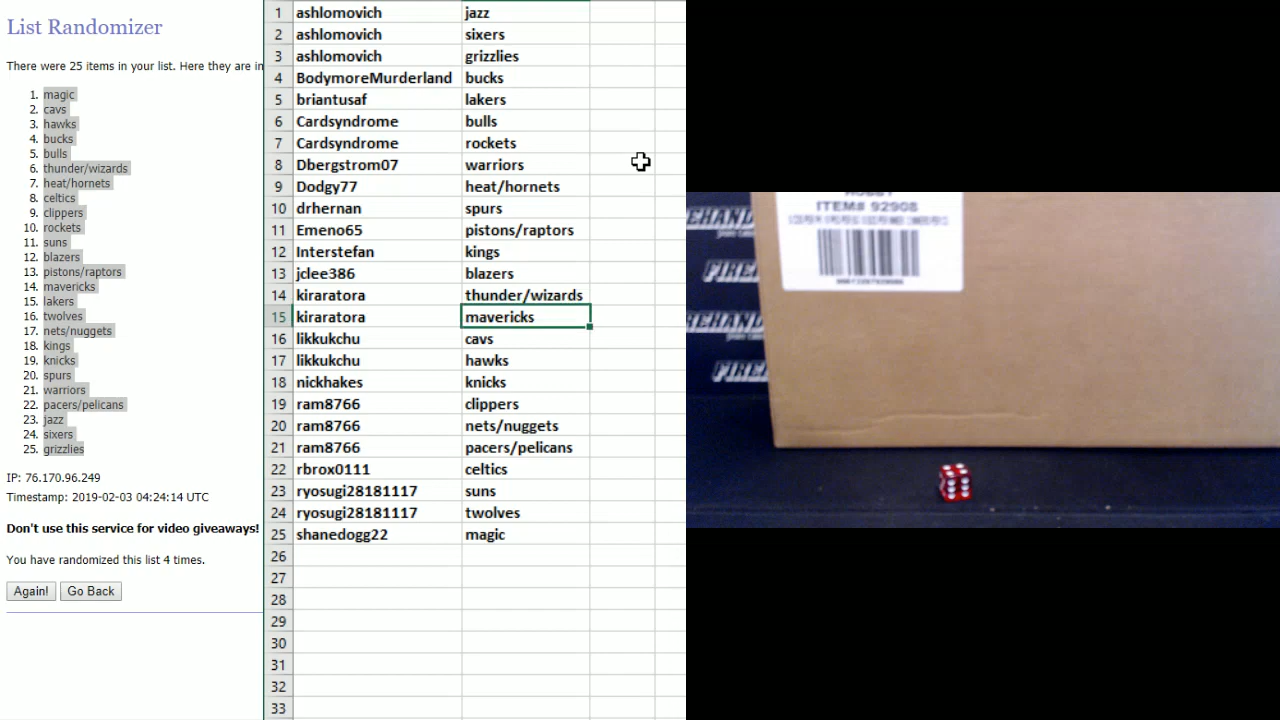 List Randomizer
There were 25 items in your list. Here they are in
1. magic
2. cavs
3. hawks
4. bucks
5. bulls
6. thunder/wizards
7. heat/hornets
8. celtics
9. clippers
10. rockets
11. suns
12. blazers
13. pistons/raptors
14. mavericks
15. lakers
16. twolves
17. nets/nuggets
18. kings
19. knicks
20. spurs
21. warriors
22. pacers/pelicans
23. jazz
24. sixers
25. grizzlies
IP: 76.170.96.249
Timestamp: 2019-02-03 04:24:14 UTC
Don't use this service for video giveaways!
You have randomized this list 4 times.
Again! Go Back
1 ashlomovich jazz
2 ashlomovich sixers
3 ashlomovich grizzlies
4 BodymoreMurderland bucks
5 briantusaf lakers
6 Cardsyndrome bulls
7 Cardsyndrome rockets
8 Dbergstrom07 warriors
9 Dodgy77 heat/hornets
10 drhernan spurs
11 Emeno65 pistons/raptors
12 Interstefan kings
13 jclee386 blazers
14 kiraratora thunder/wizards
15 kiraratora mavericks
16 likkukchu cavs
17 likkukchu hawks
18 nickhakes knicks
19 ram8766 clippers
20 ram8766 nets/nuggets
21 ram8766 pacers/pelicans
22 rbrox0111 celtics
23 ryosugi28181117 suns
24 ryosugi28181117 twolves
25 shanedogg22 magic
26
27
28
29
30
31
32
33
ITEM# 92908